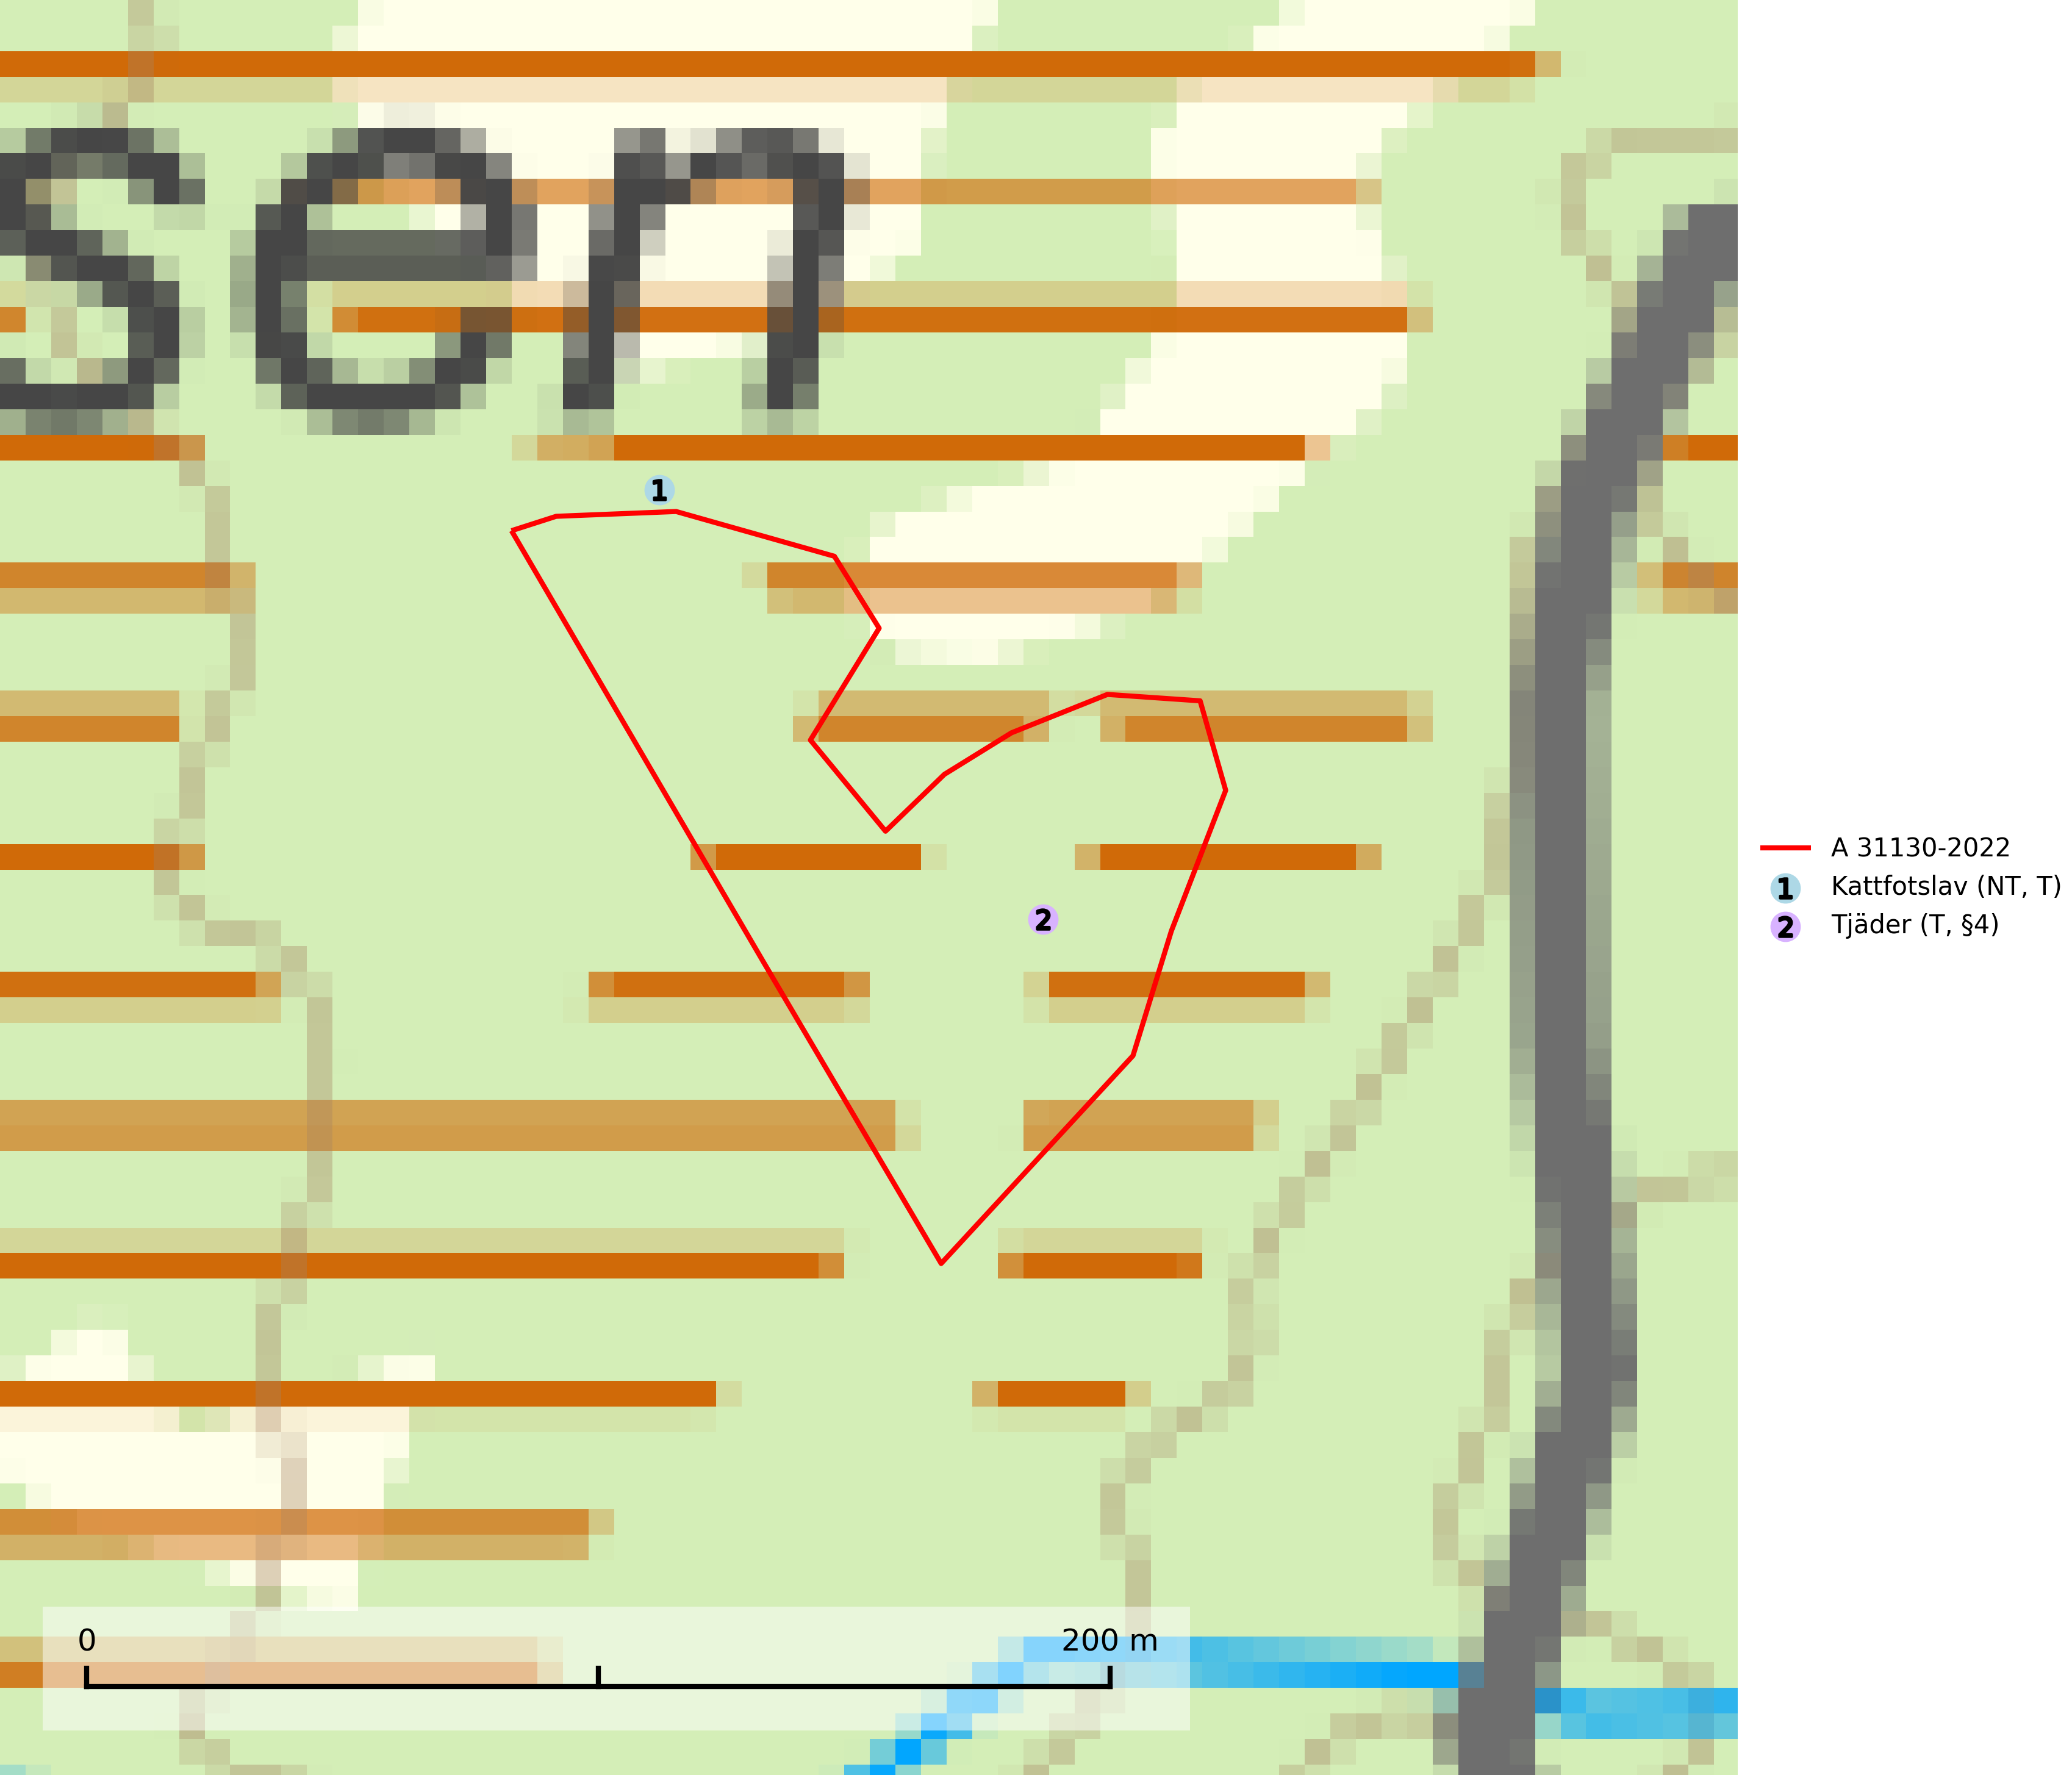 sen
1
2
A 31130-2022
1 Kattfotslav (NT, T)
2 Tjäder (T, §4)
0 200 m